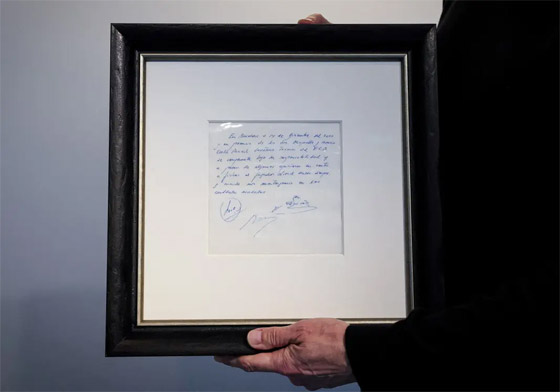 En Barcelona a 14 de Diciembre del 2000
y en presencia de los Srs Minguella y Horacio
Carles Rexach Secretario Técnico del F.C.B
se compromete bajo su responsabilidad y
a pesar de algunas opiniones en contra
a fichar al jugador Lionel Messi siempre
y cuando nos mantengamos en las
cantidades acordadas